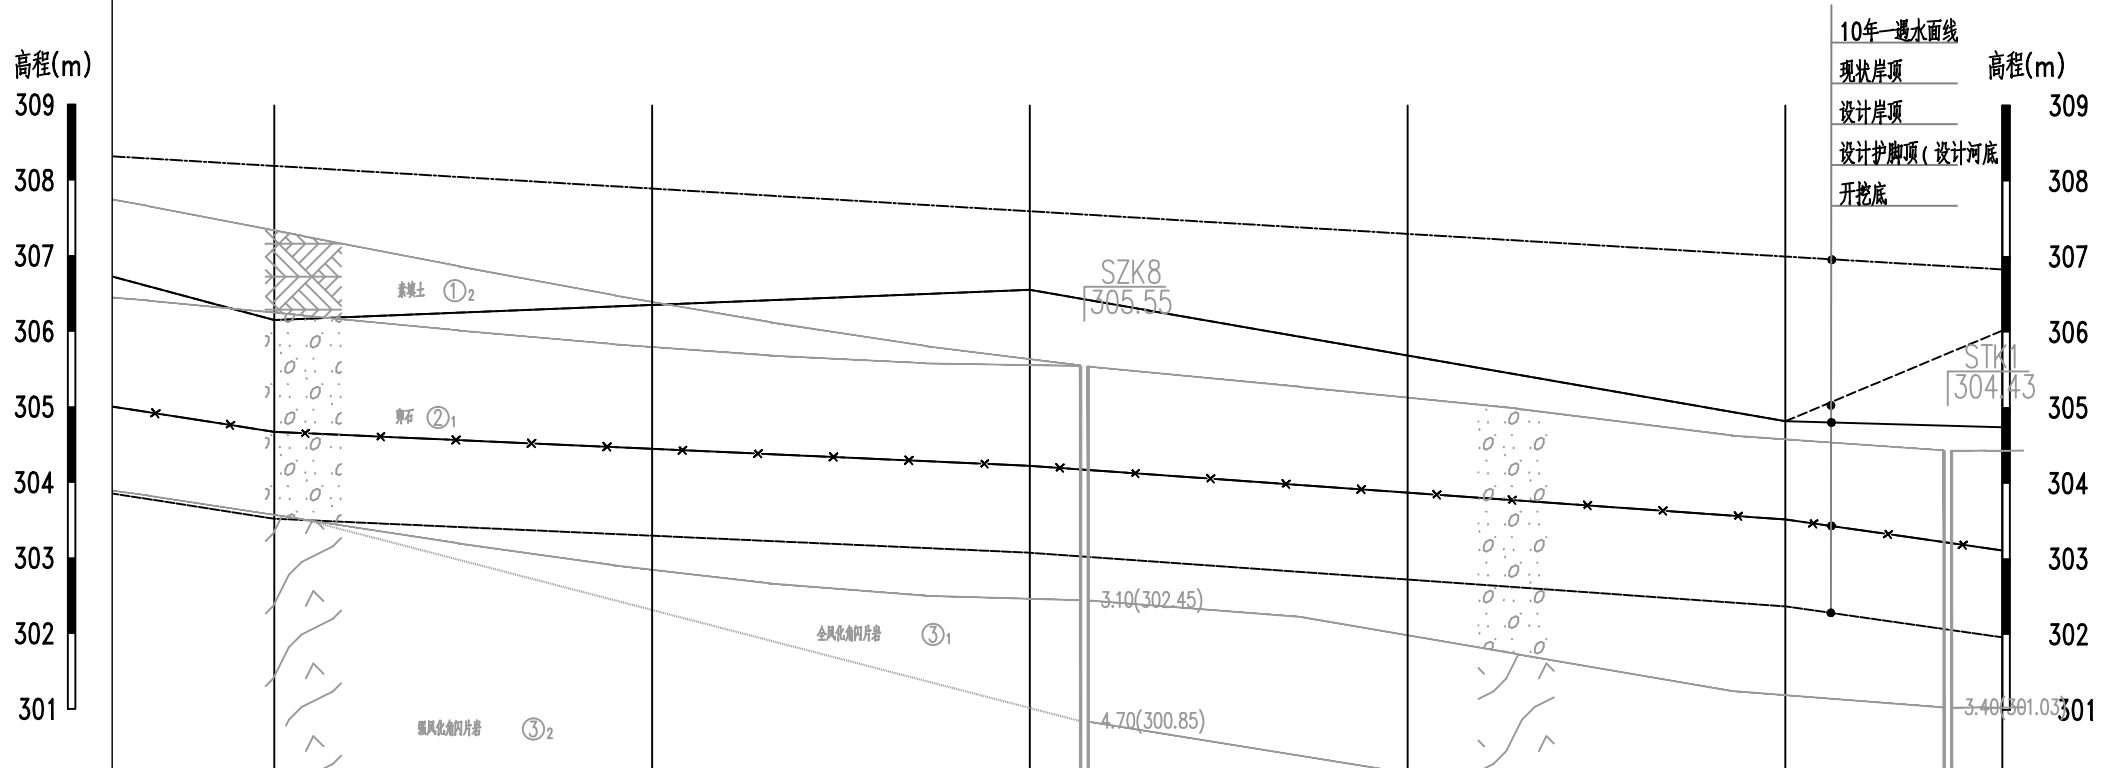 10年一遇水面线
现状岸顶
设计岸顶
设计护脚顶(设计河底
开挖底
高程(m)
高程(m)
309
309
308
308
307
307
306
306
305
305
304
304
303
303
302
302
301
301
SZK8
305.55
STK1
304.43
素填土 ①2
卵石 ②1
全风化角闪片岩 ③1
强风化角闪片岩 ③2
3.10(302.45)
4.70(300.85)
3.40(301.03)